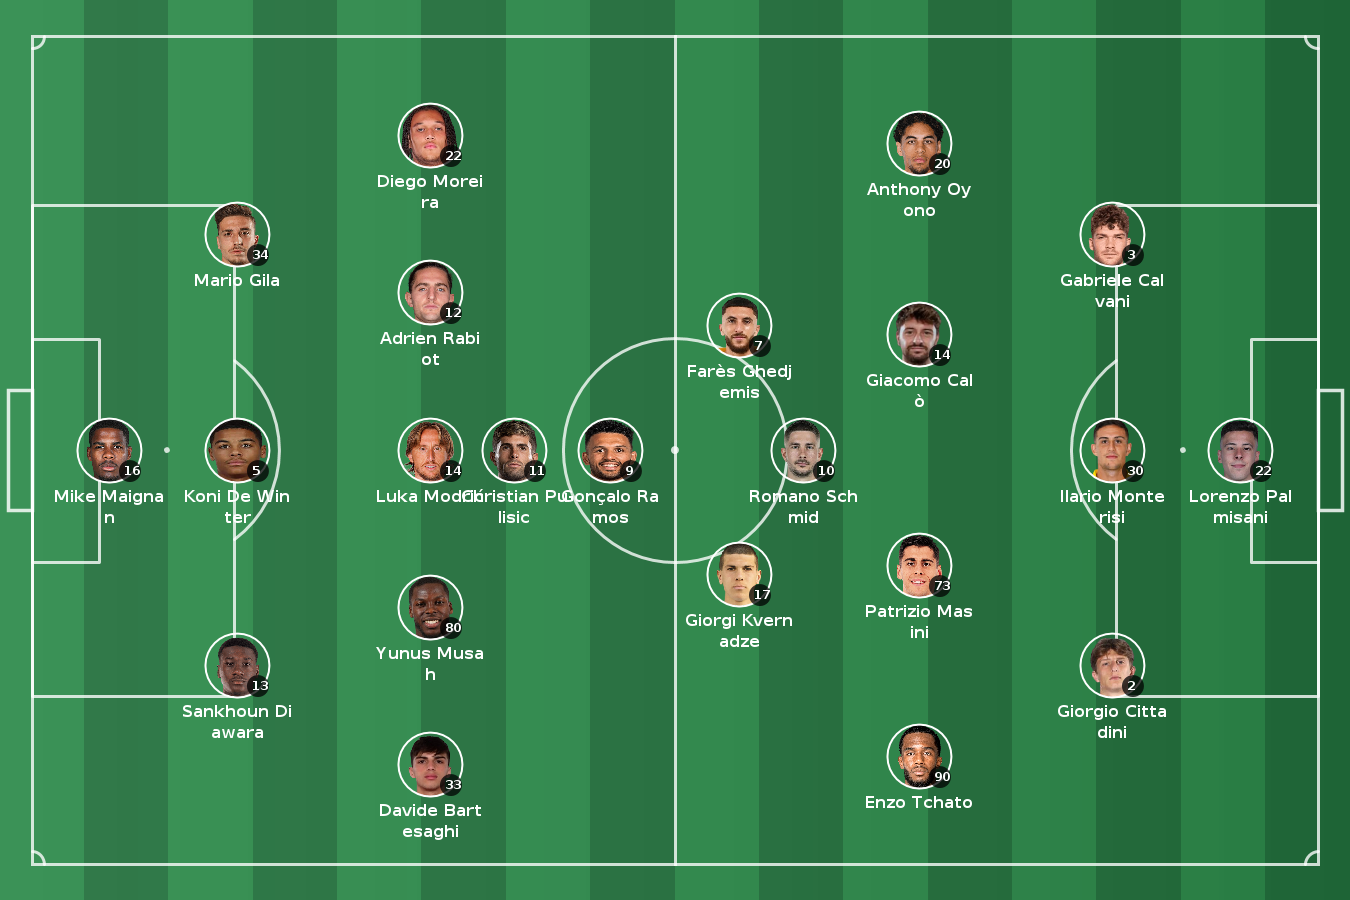 22
Diego Morei
ra
20
Anthony Oy
ono
34
Mario Gila
3
Gabriele Cal
vani
12
Adrien Rabi
ot
7
Farès Ghedj
emis
14
Giacomo Cal
ò
16
Mike Maigna
n
5
Koni De Win
ter
14
Luka Modrić
11
Christian Pu
lisic
9
Gonçalo Ra
mos
10
Romano Sch
mid
30
Ilario Monte
risi
22
Lorenzo Pal
misani
80
Yunus Musa
h
17
Giorgi Kvern
adze
73
Patrizio Mas
ini
13
Sankhoun Di
awara
2
Giorgio Citta
dini
33
Davide Bart
esaghi
90
Enzo Tchato